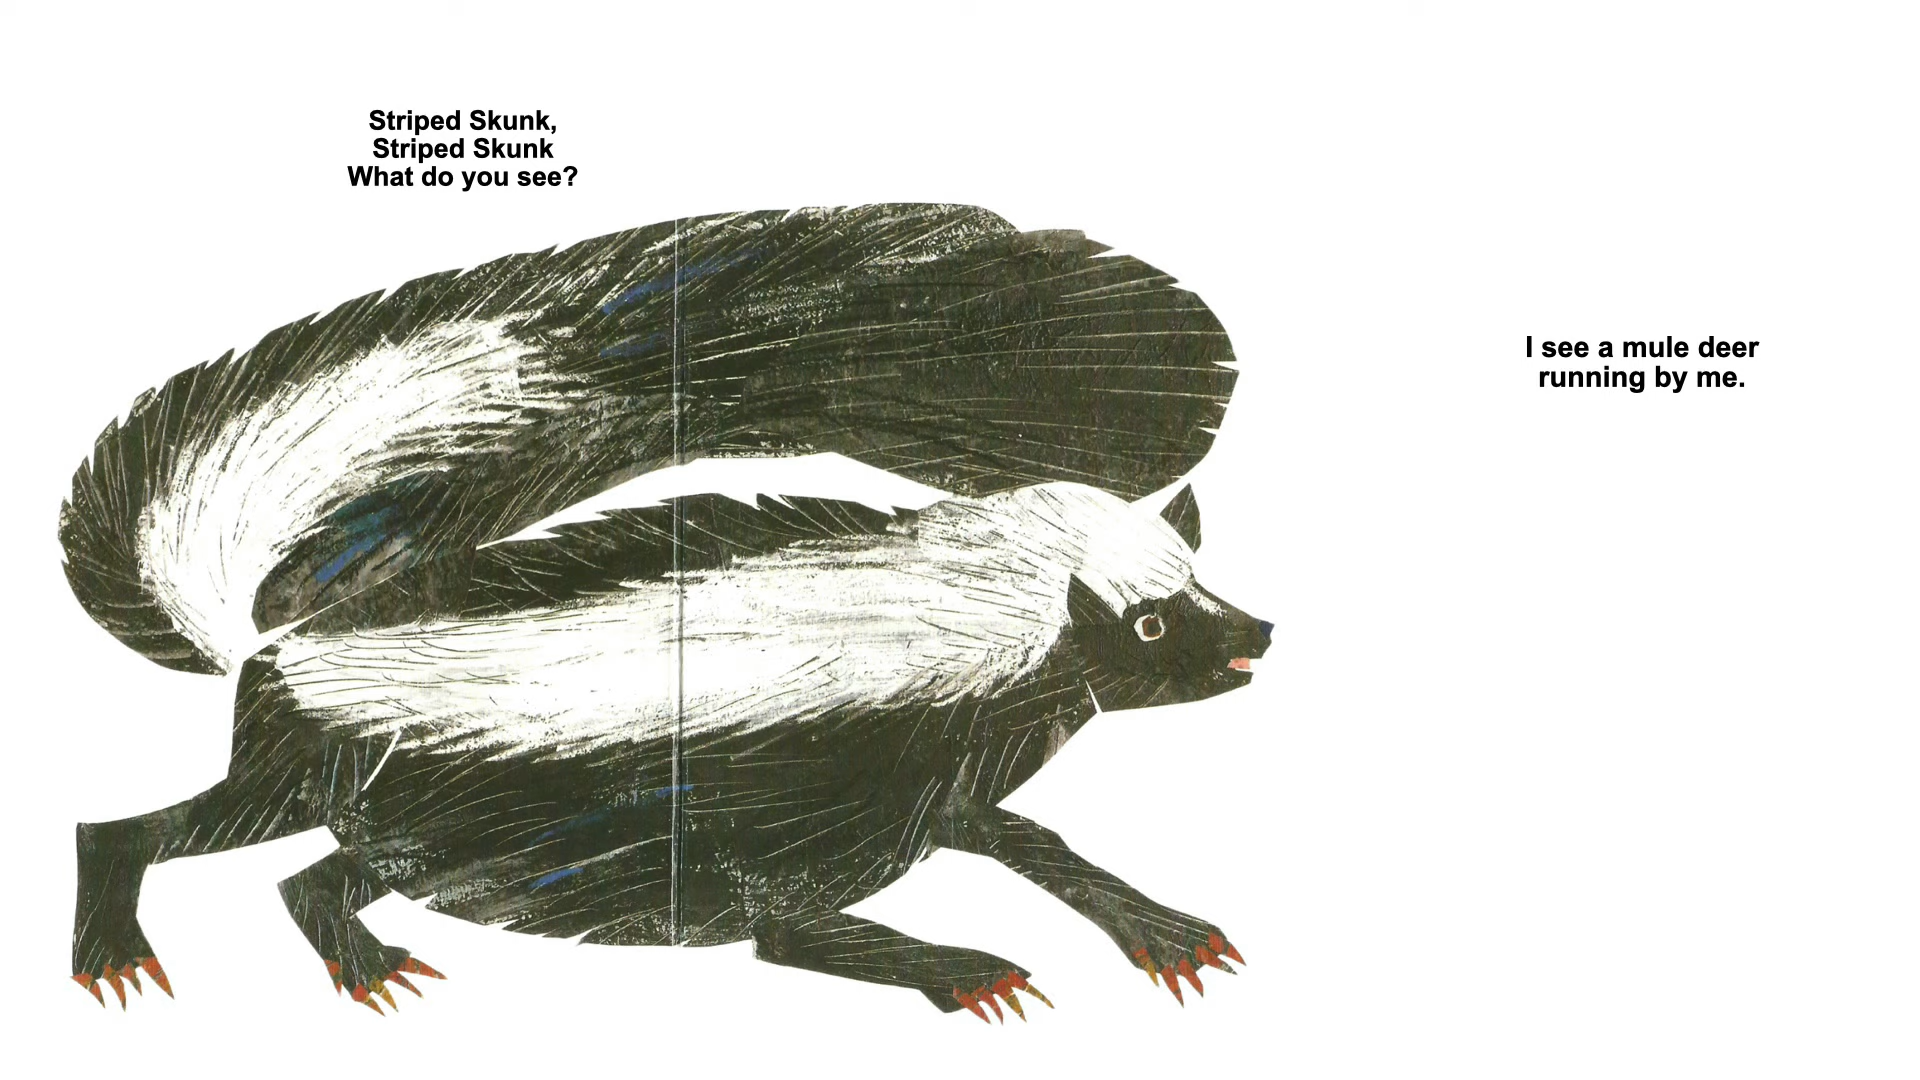 Striped Skunk,
Striped Skunk
What do you see?
I see a mule deer
running by me.